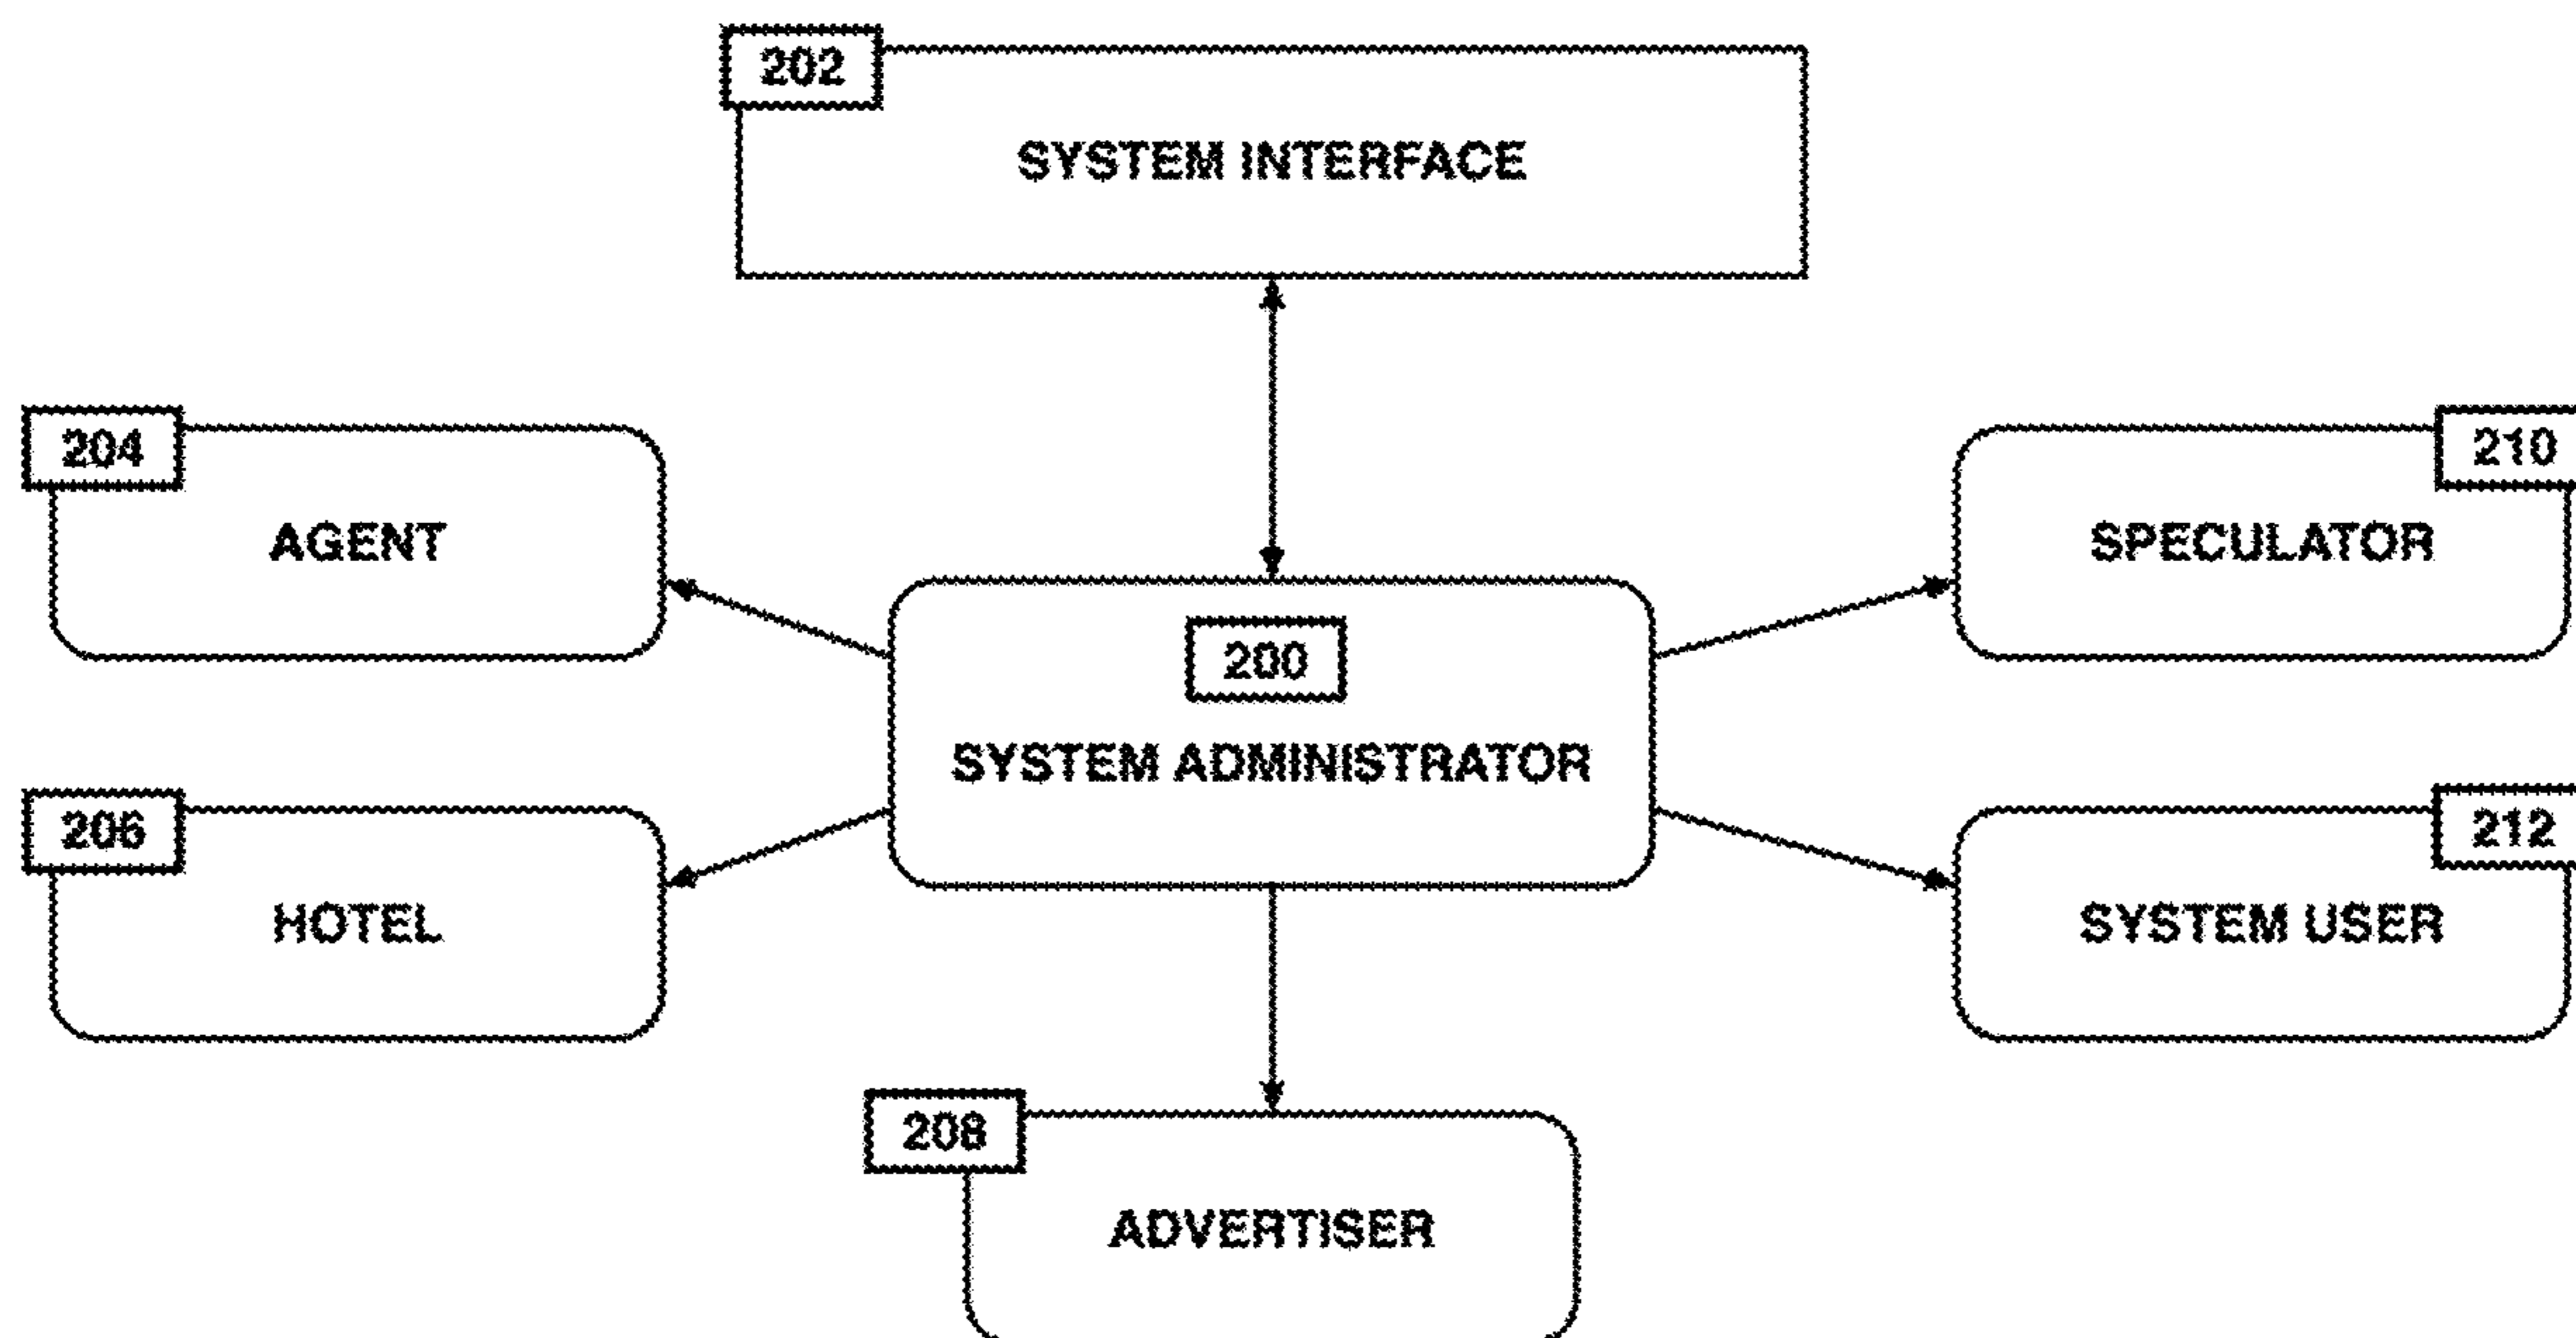 202
SYSTEM INTERFACE
204
AGENT
210
SPECULATOR
200
SYSTEM ADMINISTRATOR
206
HOTEL
212
SYSTEM USER
208
ADVERTISER